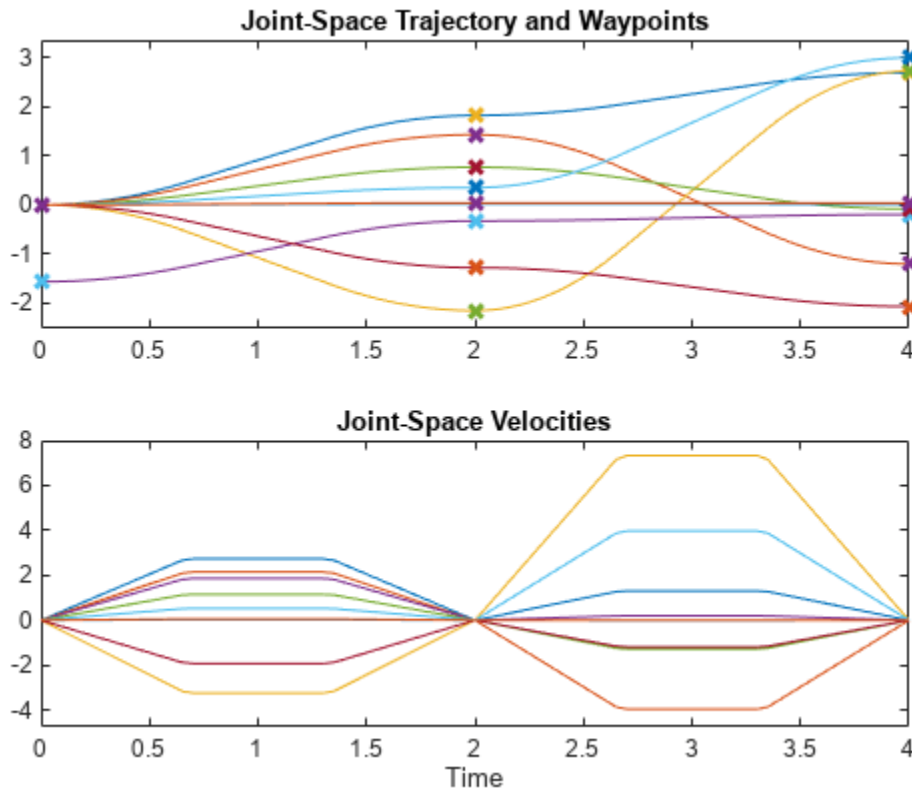 Joint-Space Trajectory and Waypoints
3
2
1
0
-1
-2
0 0.5 1 1.5 2 2.5 3 3.5 4
Joint-Space Velocities
8
6
4
2
0
-2
-4
0 0.5 1 1.5 2 2.5 3 3.5 4
Time